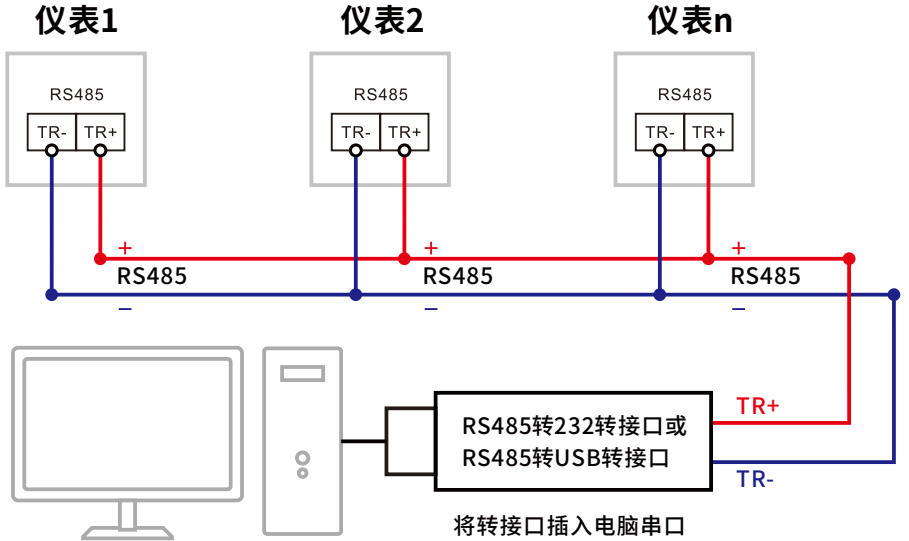 仪表1 仪表2 仪表n
RS485 RS485 RS485
TR- TR+ TR- TR+ TR- TR+
+ + +
RS485 RS485 RS485
− − −
TR+
RS485转232转接口或
RS485转USB转接口
TR-
将转接口插入电脑串口